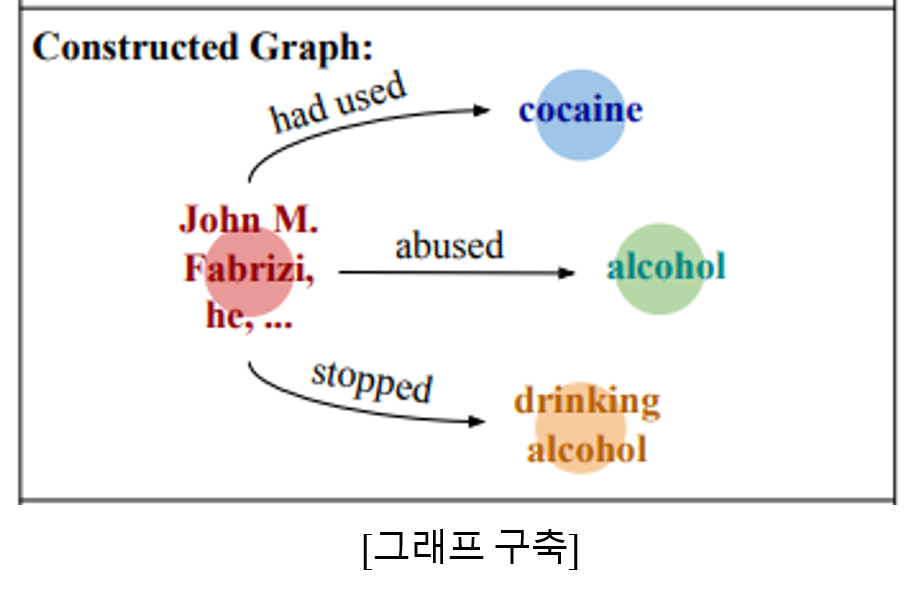 Constructed Graph:
had used
cocaine
John M.
Fabrizi,
he, ...
abused
alcohol
stopped
drinking
alcohol
[그래프 구축]